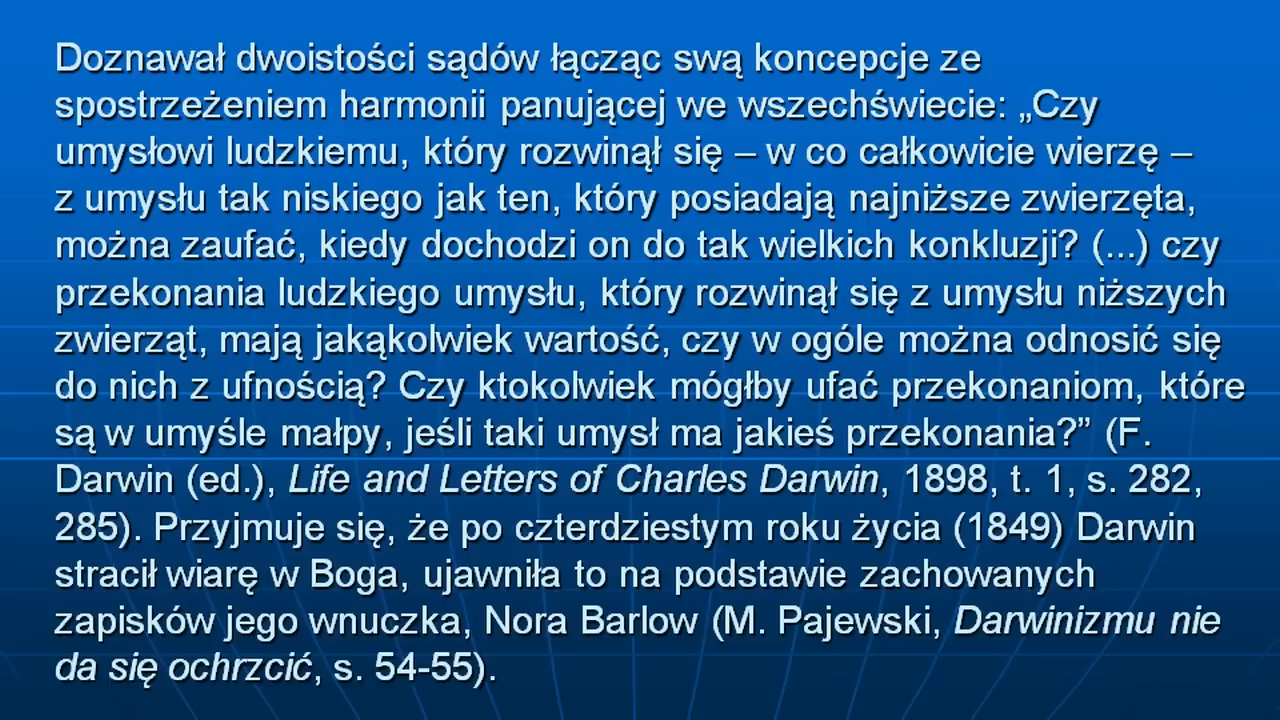 Doznawał dwoistości sądów łącząc swą koncepcje ze
spostrzeżeniem harmonii panującej we wszechświecie: „Czy
umysłowi ludzkiemu, który rozwinął się – w co całkowicie wierzę –
z umysłu tak niskiego jak ten, który posiadają najniższe zwierzęta,
można zaufać, kiedy dochodzi on do tak wielkich konkluzji? (...) czy
przekonania ludzkiego umysłu, który rozwinął się z umysłu niższych
zwierząt, mają jakąkolwiek wartość, czy w ogóle można odnosić się
do nich z ufnością? Czy ktokolwiek mógłby ufać przekonaniom, które
są w umyśle małpy, jeśli taki umysł ma jakieś przekonania?” (F.
Darwin (ed.), Life and Letters of Charles Darwin, 1898, t. 1, s. 282,
285). Przyjmuje się, że po czterdziestym roku życia (1849) Darwin
stracił wiarę w Boga, ujawniła to na podstawie zachowanych
zapisków jego wnuczka, Nora Barlow (M. Pajewski, Darwinizmu nie
da się ochrzcić, s. 54-55).